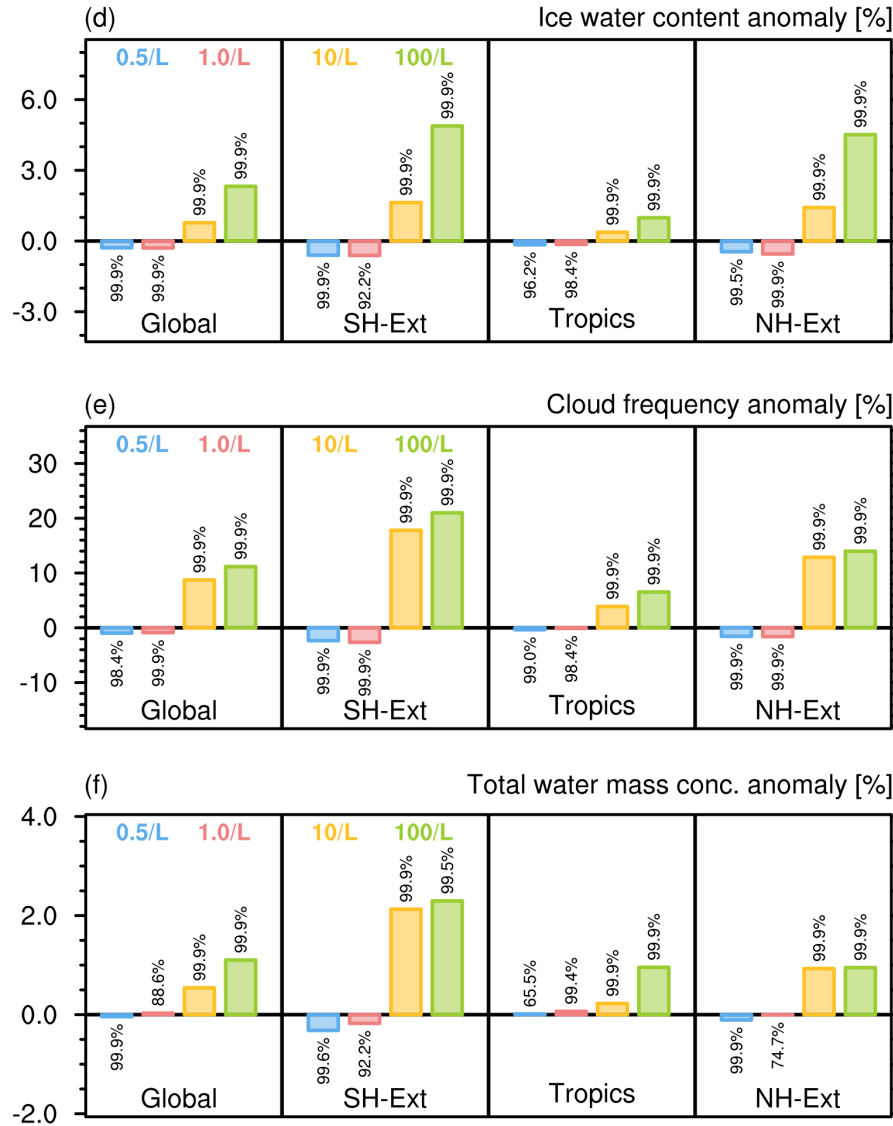 (d) Ice water content anomaly [%]
0.5/L 1.0/L 10/L 100/L
6.0
3.0
0.0
-3.0
99.9% 99.9% 99.9% 99.9%
99.9% 92.2% 99.9% 99.9%
96.2% 98.4% 99.9% 99.9%
99.5% 99.9% 99.9% 99.9%
Global SH-Ext Tropics NH-Ext
(e) Cloud frequency anomaly [%]
0.5/L 1.0/L 10/L 100/L
30
20
10
0
-10
98.4% 99.9% 99.9% 99.9%
99.9% 99.9% 99.9% 99.9%
99.0% 98.4% 99.9% 99.9%
99.9% 99.9% 99.9% 99.9%
Global SH-Ext Tropics NH-Ext
(f) Total water mass conc. anomaly [%]
4.0
0.5/L 1.0/L 10/L 100/L
2.0
0.0
-2.0
99.9% 88.6% 99.9% 99.9%
99.6% 92.2% 99.9% 99.5%
65.5% 99.4% 99.9% 99.9%
99.9% 74.7% 99.9% 99.9%
Global SH-Ext Tropics NH-Ext